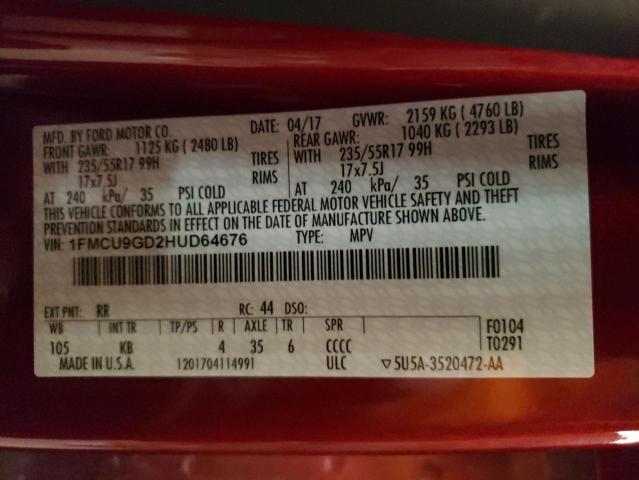 MFD. BY FORD MOTOR CO. DATE: 04/17 GVWR: 2159 KG ( 4760 LB)
FRONT GAWR: 1125 KG ( 2480 LB) REAR GAWR: 1040 KG ( 2293 LB)
WITH 235/55R17 99H TIRES WITH 235/55R17 99H TIRES
17x7.5J RIMS 17x7.5J RIMS
AT 240 kPa/ 35 PSI COLD AT 240 kPa/ 35 PSI COLD
THIS VEHICLE CONFORMS TO ALL APPLICABLE FEDERAL MOTOR VEHICLE SAFETY AND THEFT
PREVENTION STANDARDS IN EFFECT ON THE DATE OF MANUFACTURE SHOWN ABOVE.
VIN: 1FMCU9GD2HUD64676 TYPE: MPV
EXT PNT: RR RC: 44 DSO:
WB INT TR TP/PS R AXLE TR SPR F0104
105 KB 4 35 6 CCCC T0291
MADE IN U.S.A. 1201704114991 ULC ▽5U5A-3520472-AA